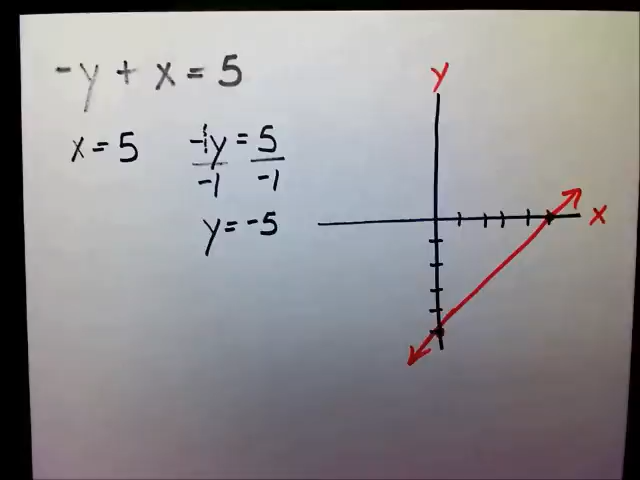 -y + x = 5
x = 5
-1y = 5
-1 -1
y = -5
y
x